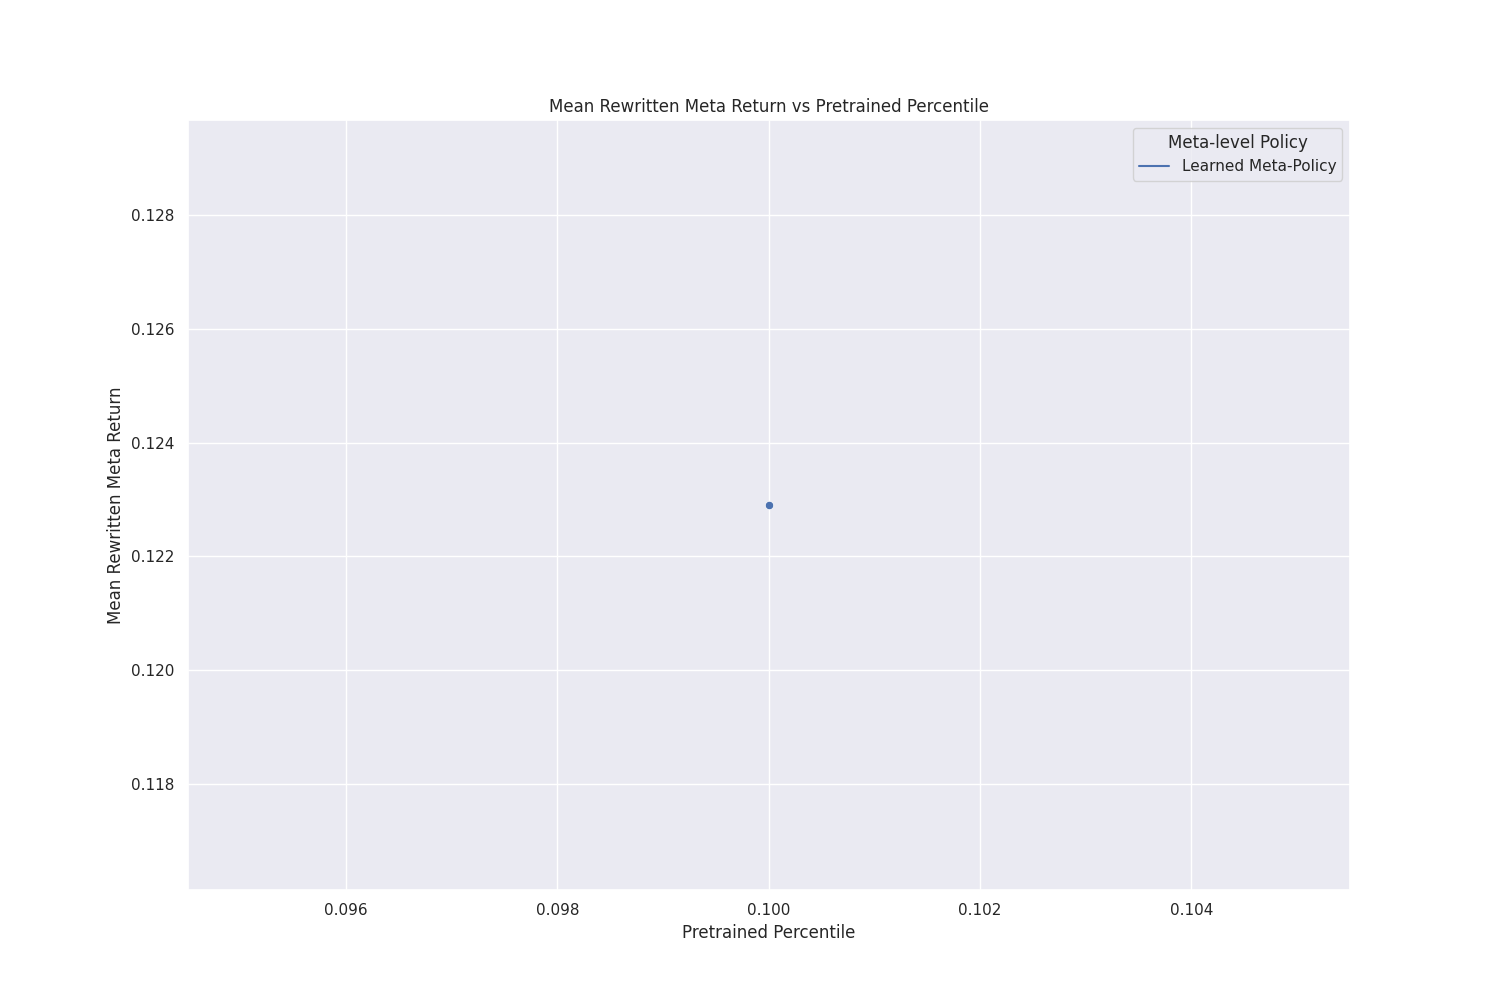 Mean Rewritten Meta Return vs Pretrained Percentile
Meta-level Policy
Learned Meta-Policy
Mean Rewritten Meta Return
0.128
0.126
0.124
0.122
0.120
0.118
0.096
0.098
0.100
0.102
0.104
Pretrained Percentile